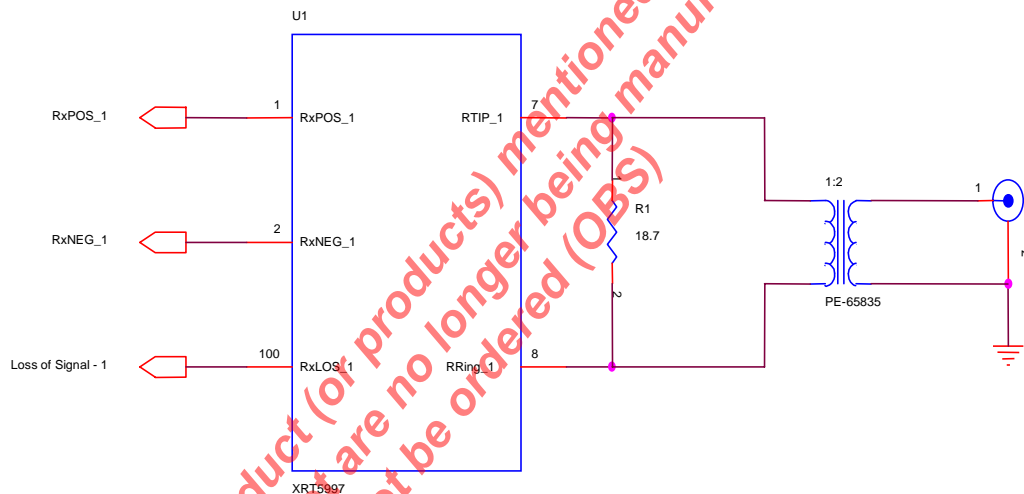 U1
RxPOS_1
1
RxPOS_1
RTIP_1
7
RxNEG_1
2
RxNEG_1
1
R1
18.7
2
1:2
PE-65835
1
Loss of Signal - 1
100
RxLOS_1
RRing_1
8
XRT5997
duct (or products) mentioned
t are no longer being manu
t be ordered (OBS)